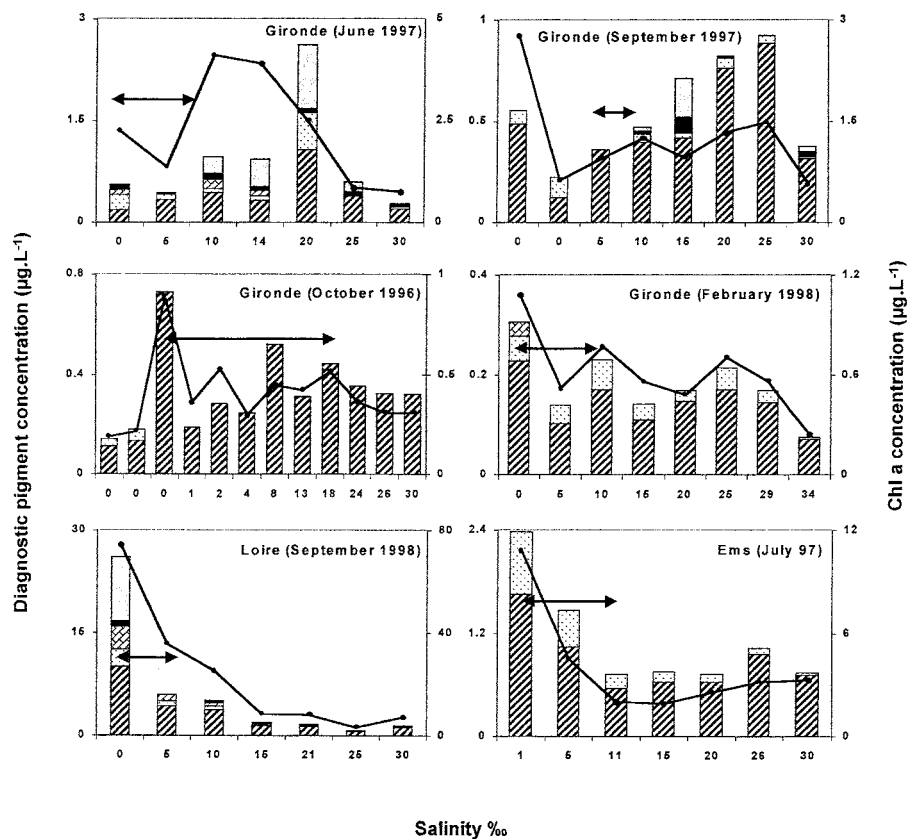 Diagnostic pigment concentration (µg.L⁻¹)
Chl a concentration (µg.L⁻¹)
Gironde (June 1997)
3
1.5
0
5
2.5
0
0 5 10 14 20 25 30
Gironde (September 1997)
1
0.5
0
3
1.6
0
0 0 5 10 15 20 25 30
Gironde (October 1996)
0.8
0.4
0
1
0.5
0
0 0 0 1 2 4 8 13 18 24 26 30
Gironde (February 1998)
0.4
0.2
0
1.2
0.6
0
0 5 10 15 20 25 29 34
Loire (September 1998)
30
15
0
80
40
0
0 5 10 15 21 25 30
Ems (July 97)
2.4
1.2
0
12
6
0
1 5 11 15 20 25 30
Salinity ‰